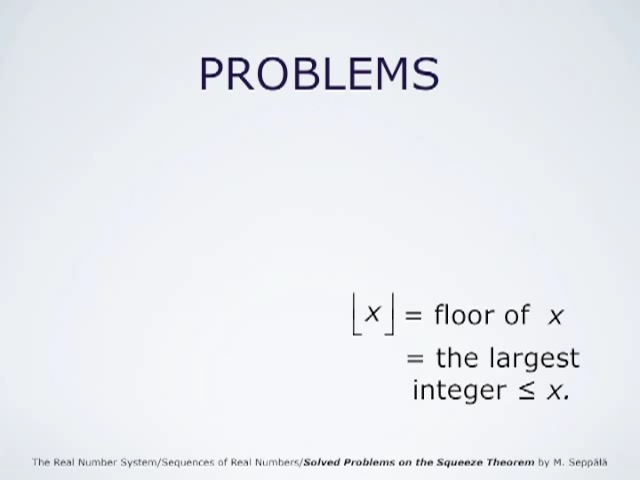 PROBLEMS
⌊x⌋ = floor of x
= the largest
integer ≤ x.
The Real Number System/Sequences of Real Numbers/Solved Problems on the Squeeze Theorem by M. Seppälä